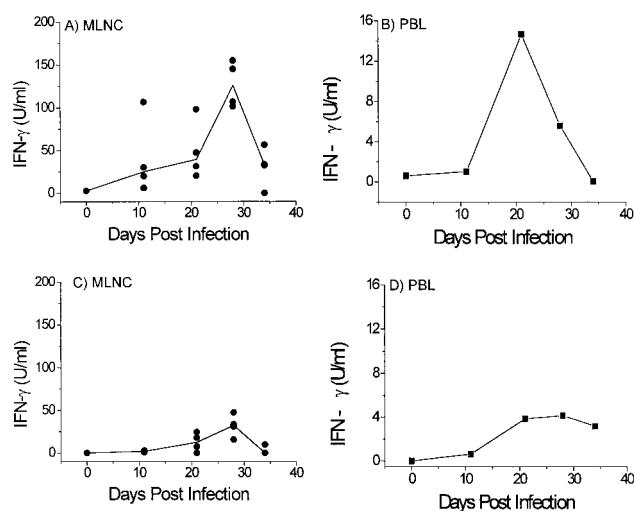 A) MLNC
200
150
100
50
0
IFN-γ (U/ml)
0 10 20 30 40
Days Post Infection
B) PBL
16
12
8
4
0
IFN - γ (U/ml)
0 10 20 30 40
Days Post Infection
C) MLNC
200
150
100
50
0
IFN-γ (U/ml)
0 10 20 30 40
Days Post Infection
D) PBL
16
12
8
4
0
IFN - γ (U/ml)
0 10 20 30 40
Days Post Infection